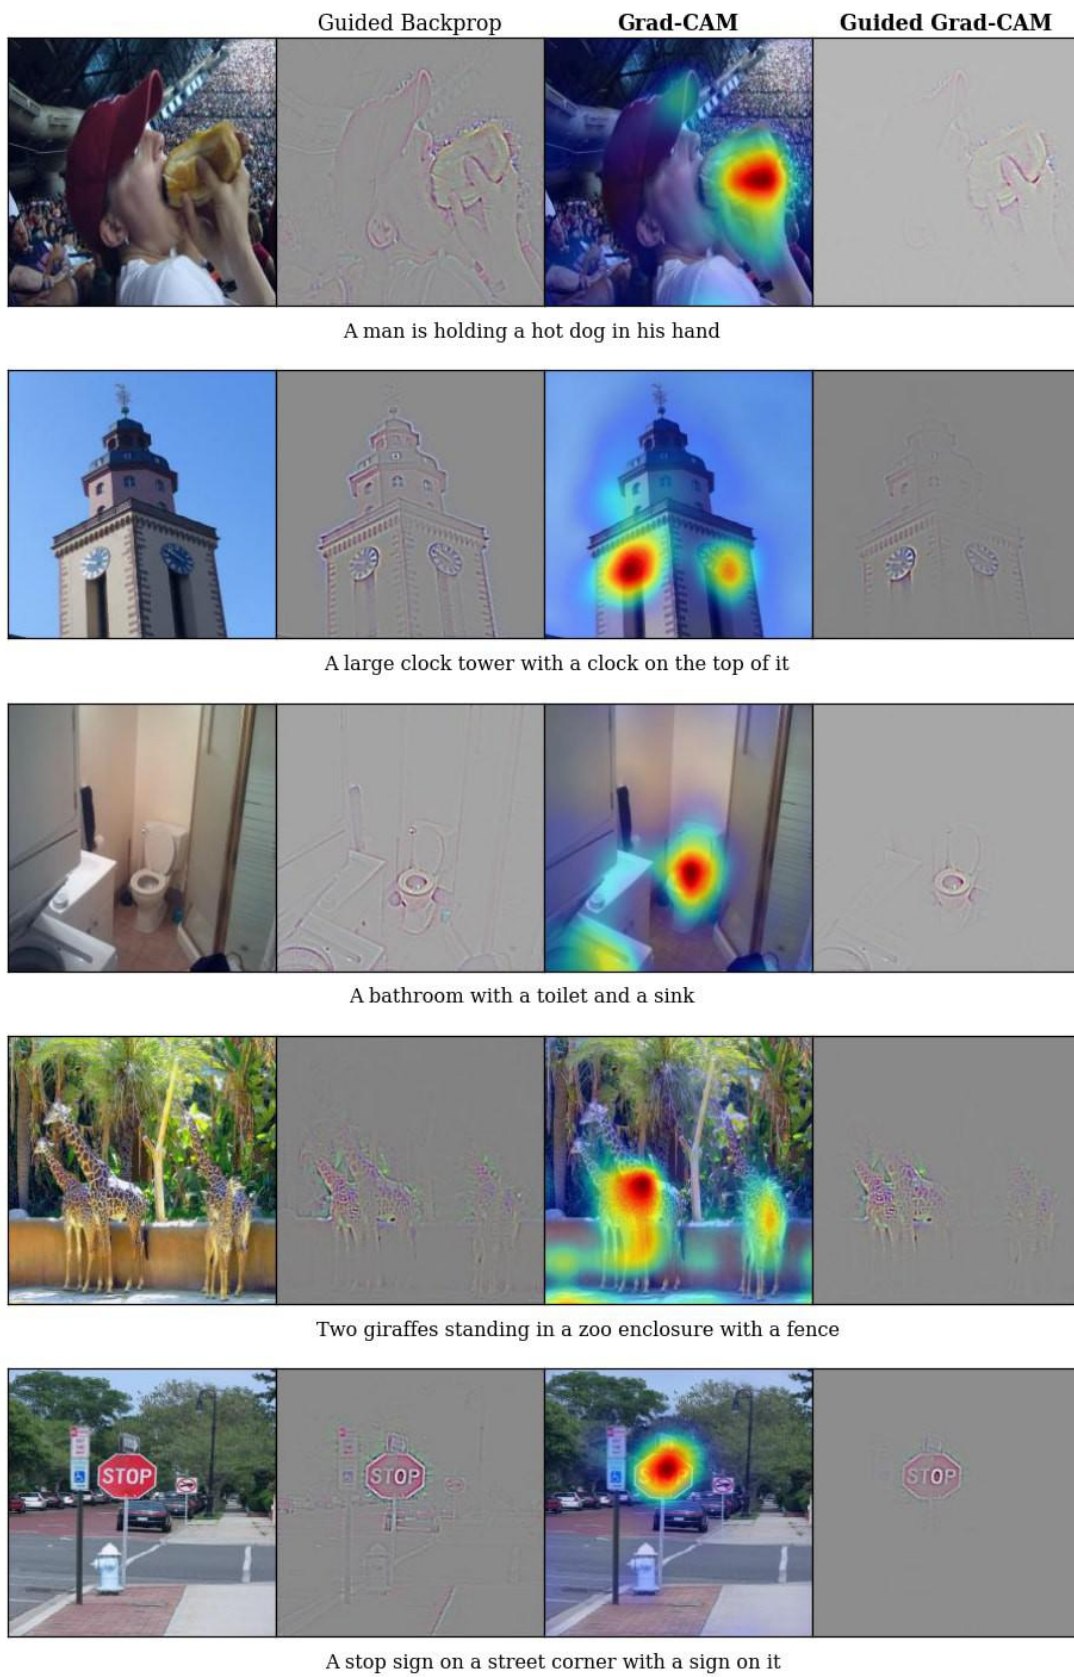 Guided Backprop
Grad-CAM
Guided Grad-CAM
A man is holding a hot dog in his hand
A large clock tower with a clock on the top of it
A bathroom with a toilet and a sink
Two giraffes standing in a zoo enclosure with a fence
STOP
STOP
STOP
A stop sign on a street corner with a sign on it